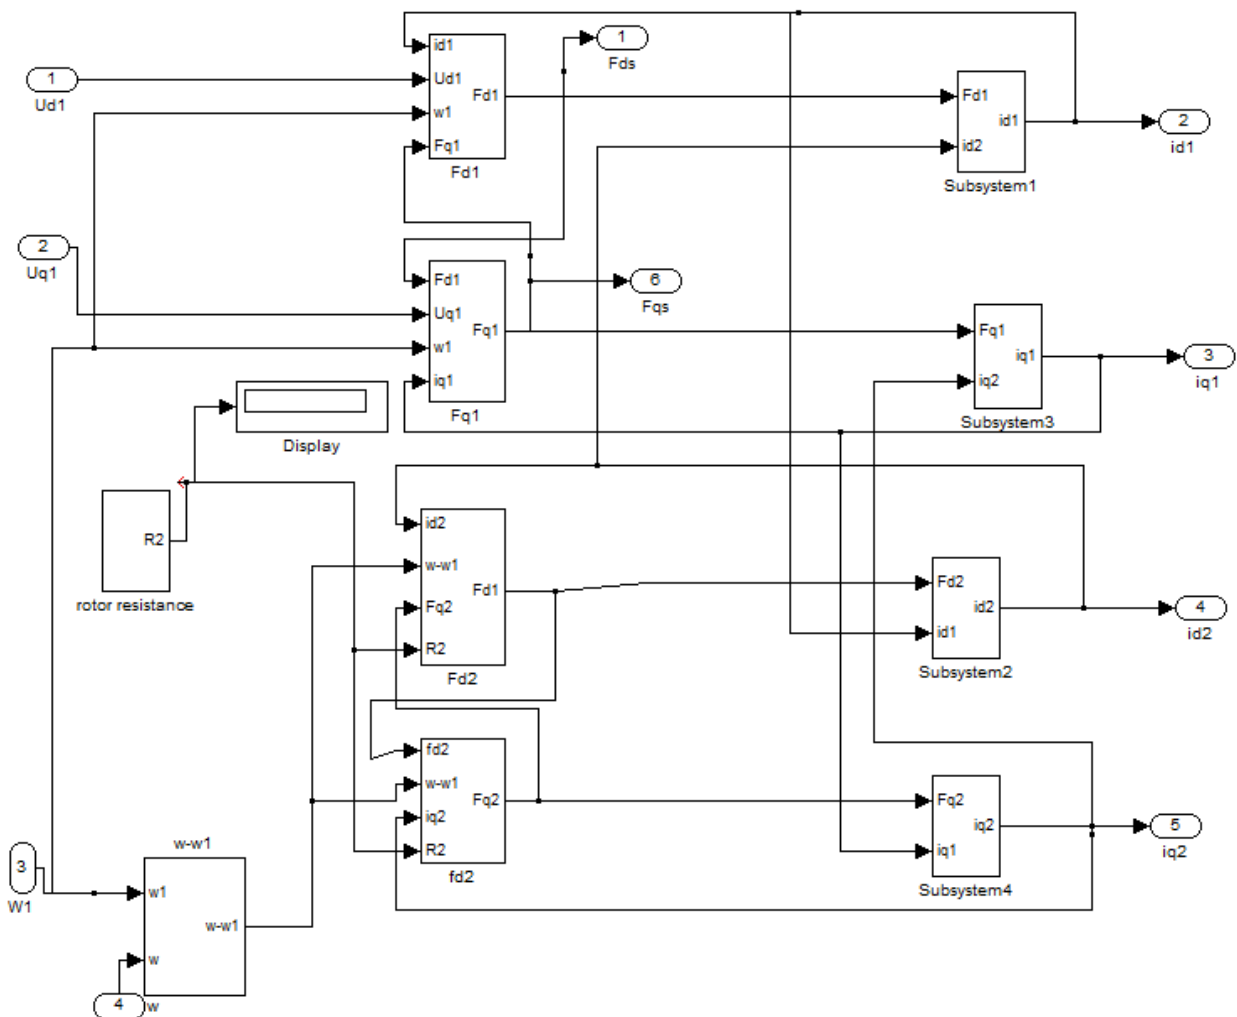 id1
1
Fds
1
Ud1
Ud1
Fd1
w1
Fq1
Fd1
Fd1
id1
id2
Subsystem1
2
id1
2
Uq1
Fd1
Uq1
Fq1
w1
iq1
Fq1
6
Fqs
Fq1
iq1
iq2
Subsystem3
3
iq1
Display
R2
rotor resistance
id2
w-w1
Fd1
Fq2
R2
Fd2
Fd2
id2
id1
Subsystem2
4
id2
fd2
w-w1
Fq2
iq2
R2
fd2
Fq2
iq2
iq1
Subsystem4
5
iq2
w-w1
3
W1
w1
w-w1
w
4
w